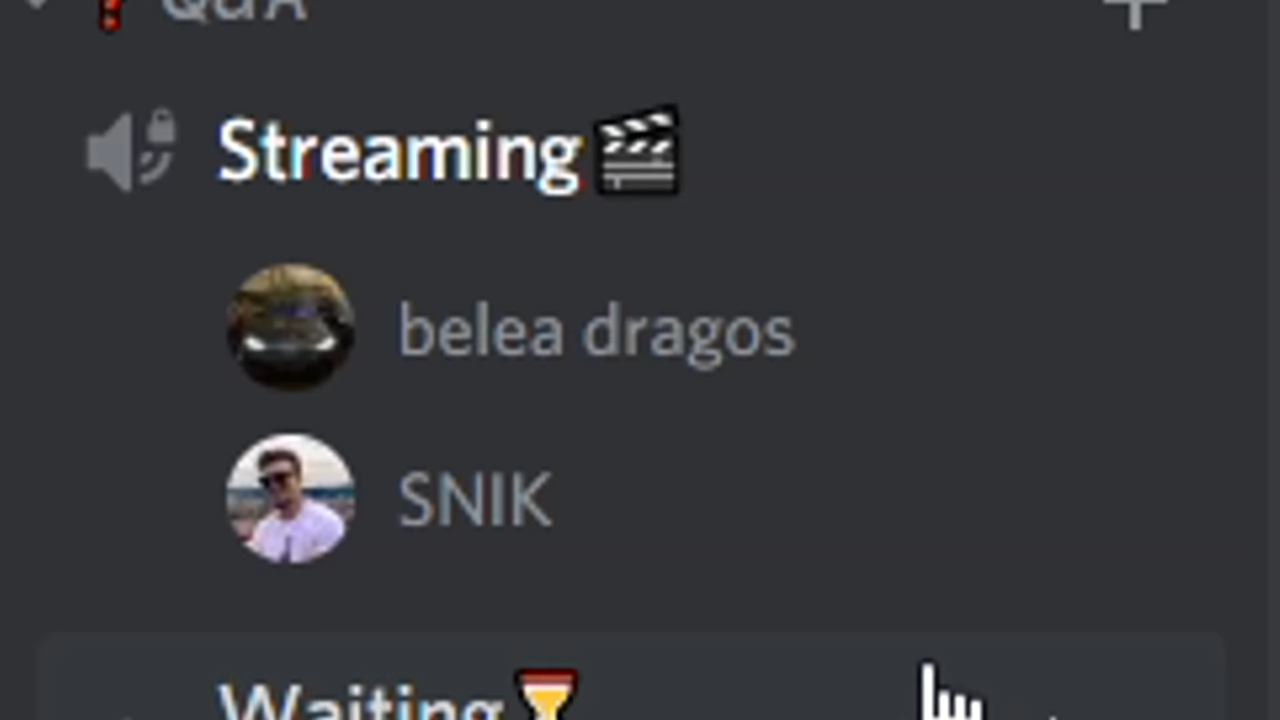 ❓ Q&A
Streaming🎬
belea dragos
SNIK
Waiting⏳